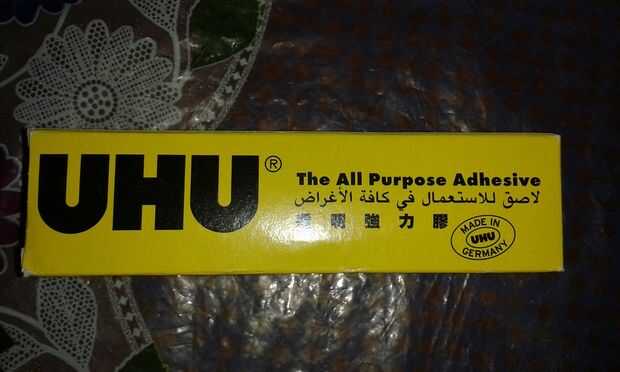 UHU®
The All Purpose Adhesive
لاصق للاستعمال في كافة الأغراض
透明強力膠
MADE IN
UHU
GERMANY